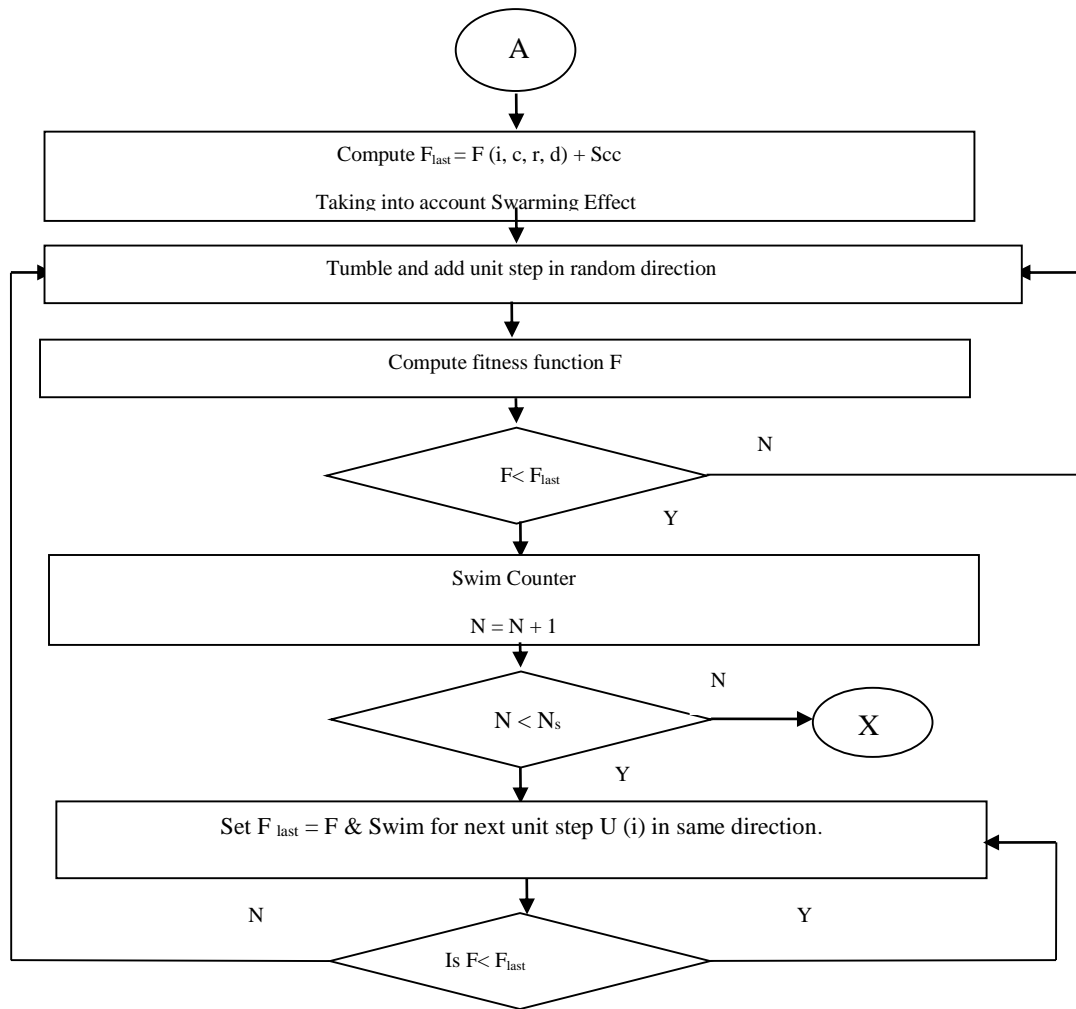 A
Compute F_last = F (i, c, r, d) + Scc
Taking into account Swarming Effect
Tumble and add unit step in random direction
Compute fitness function F
N
F< F_last
Y
Swim Counter
N = N + 1
N
N < N_s
X
Y
Set F _last = F & Swim for next unit step U (i) in same direction.
N
Y
Is F< F_last